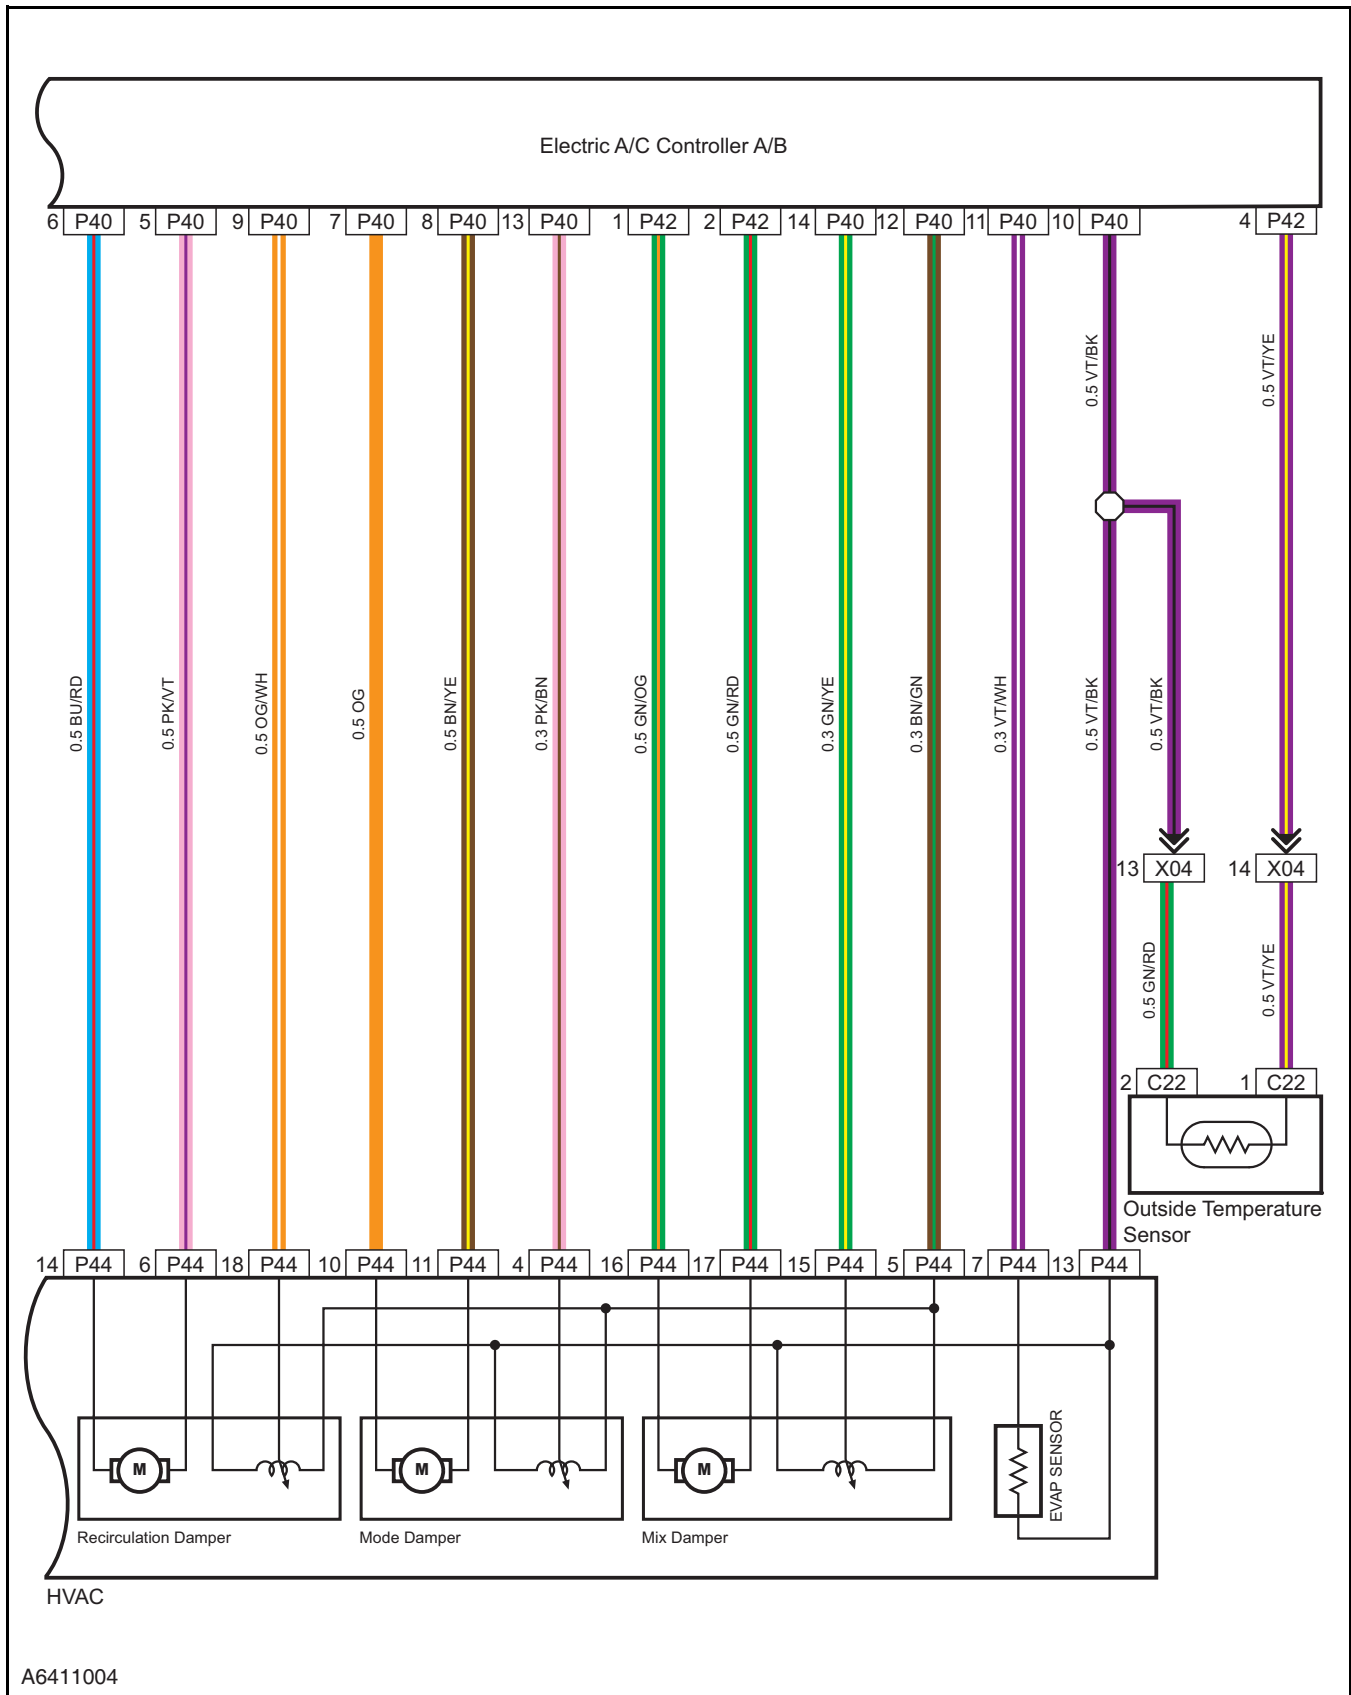 Electric A/C Controller A/B
6 P40 5 P40 9 P40 7 P40 8 P40 13 P40 1 P42 2 P42 14 P40 12 P40 11 P40 10 P40 4 P42
0.5 VT/BK
0.5 VT/YE
0.5 BU/RD
0.5 PK/VT
0.5 OG/WH
0.5 OG
0.5 BN/YE
0.3 PK/BN
0.5 GN/OG
0.5 GN/RD
0.3 GN/YE
0.3 BN/GN
0.3 VT/WH
0.5 VT/BK
0.5 VT/BK
13 X04 14 X04
0.5 GN/RD
0.5 VT/YE
2 C22 1 C22
Outside Temperature
Sensor
14 P44 6 P44 18 P44 10 P44 11 P44 4 P44 16 P44 17 P44 15 P44 5 P44 7 P44 13 P44
M
M
M
EVAP SENSOR
Recirculation Damper
Mode Damper
Mix Damper
HVAC
A6411004